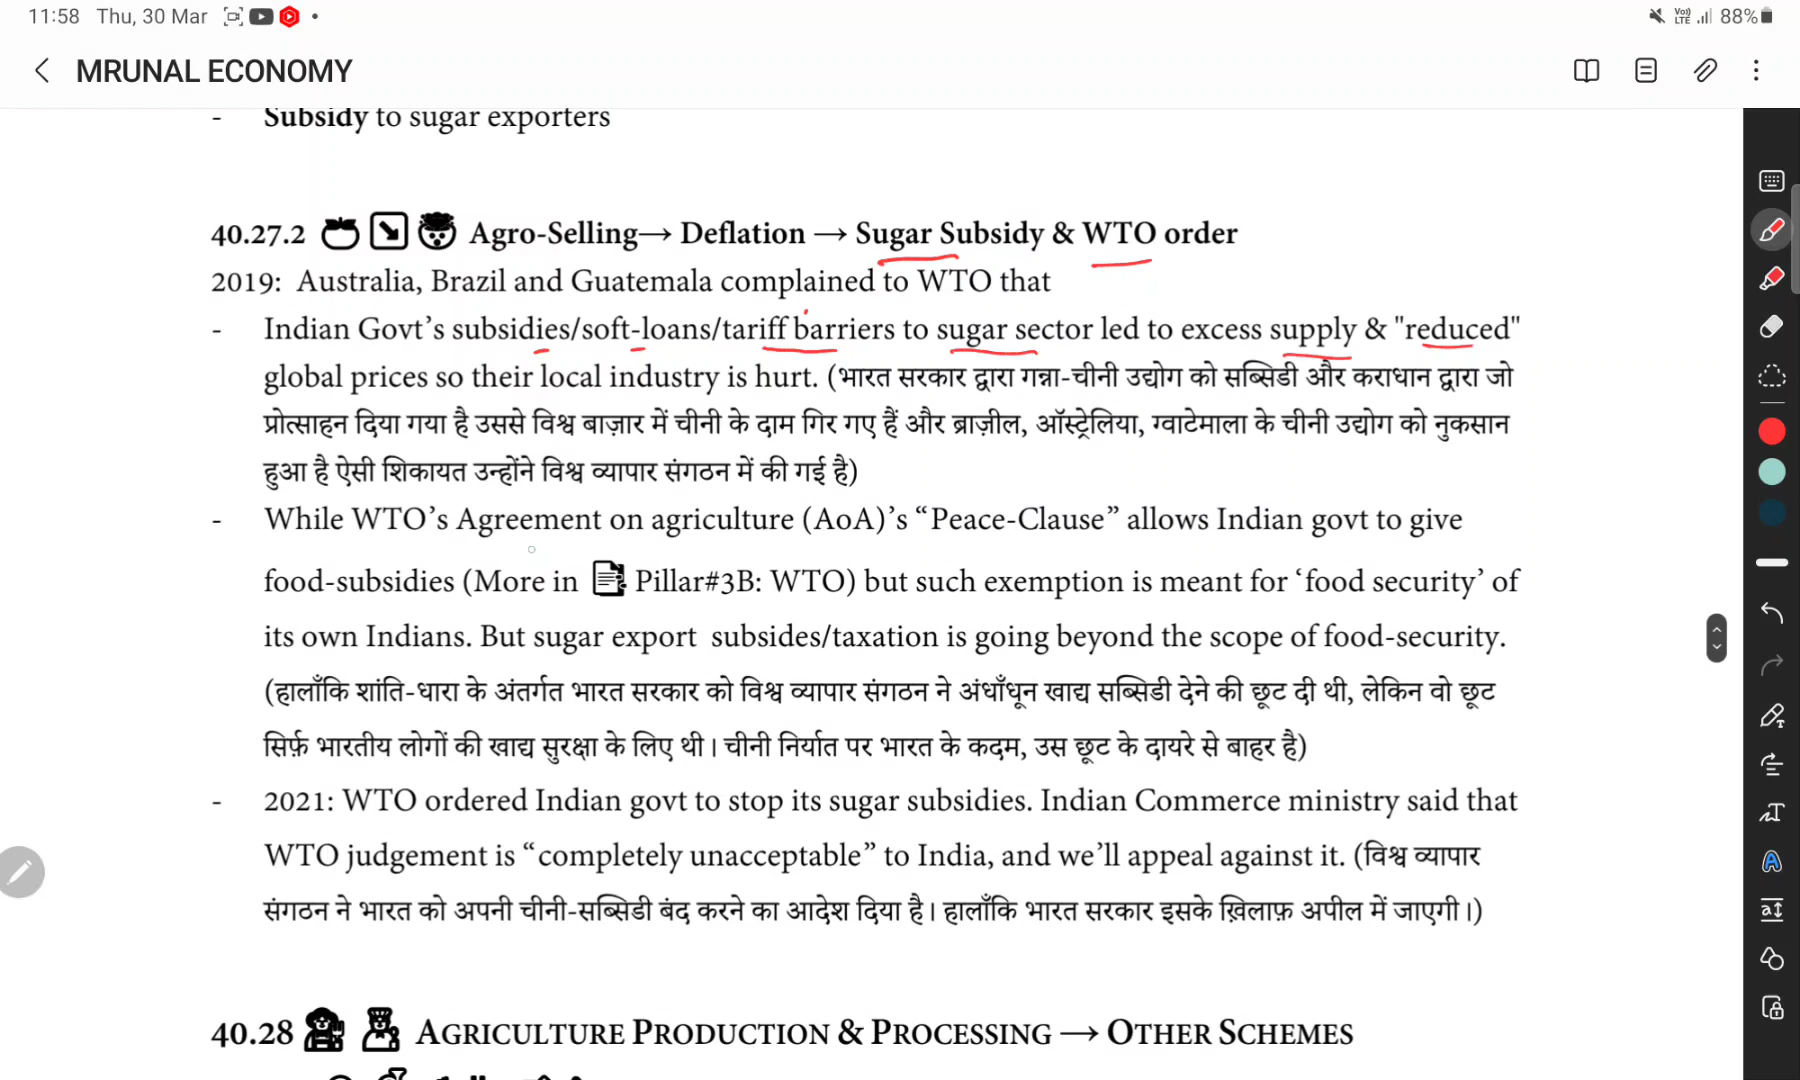 11:58 Thu, 30 Mar
Vo) LTE 88%
MRUNAL ECONOMY
- Subsidy to sugar exporters
40.27.2 Agro-Selling→ Deflation → Sugar Subsidy & WTO order
2019: Australia, Brazil and Guatemala complained to WTO that
- Indian Govt’s subsidies/soft-loans/tariff barriers to sugar sector led to excess supply & "reduced"
global prices so their local industry is hurt. (भारत सरकार द्वारा गन्ना-चीनी उद्योग को सब्सिडी और कराधान द्वारा जो
प्रोत्साहन दिया गया है उससे विश्व बाज़ार में चीनी के दाम गिर गए हैं और ब्राज़ील, ऑस्ट्रेलिया, ग्वाटेमाला के चीनी उद्योग को नुकसान
हुआ है ऐसी शिकायत उन्होंने विश्व व्यापार संगठन में की गई है)
- While WTO’s Agreement on agriculture (AoA)’s “Peace-Clause” allows Indian govt to give
food-subsidies (More in Pillar#3B: WTO) but such exemption is meant for ‘food security’ of
its own Indians. But sugar export subsides/taxation is going beyond the scope of food-security.
(हालाँकि शांति-धारा के अंतर्गत भारत सरकार को विश्व व्यापार संगठन ने अंधाँधून खाद्य सब्सिडी देने की छूट दी थी, लेकिन वो छूट
सिर्फ़ भारतीय लोगों की खाद्य सुरक्षा के लिए थी। चीनी निर्यात पर भारत के कदम, उस छूट के दायरे से बाहर है)
- 2021: WTO ordered Indian govt to stop its sugar subsidies. Indian Commerce ministry said that
WTO judgement is “completely unacceptable” to India, and we’ll appeal against it. (विश्व व्यापार
संगठन ने भारत को अपनी चीनी-सब्सिडी बंद करने का आदेश दिया है। हालाँकि भारत सरकार इसके ख़िलाफ़ अपील में जाएगी।)
40.28 AGRICULTURE PRODUCTION & PROCESSING → OTHER SCHEMES